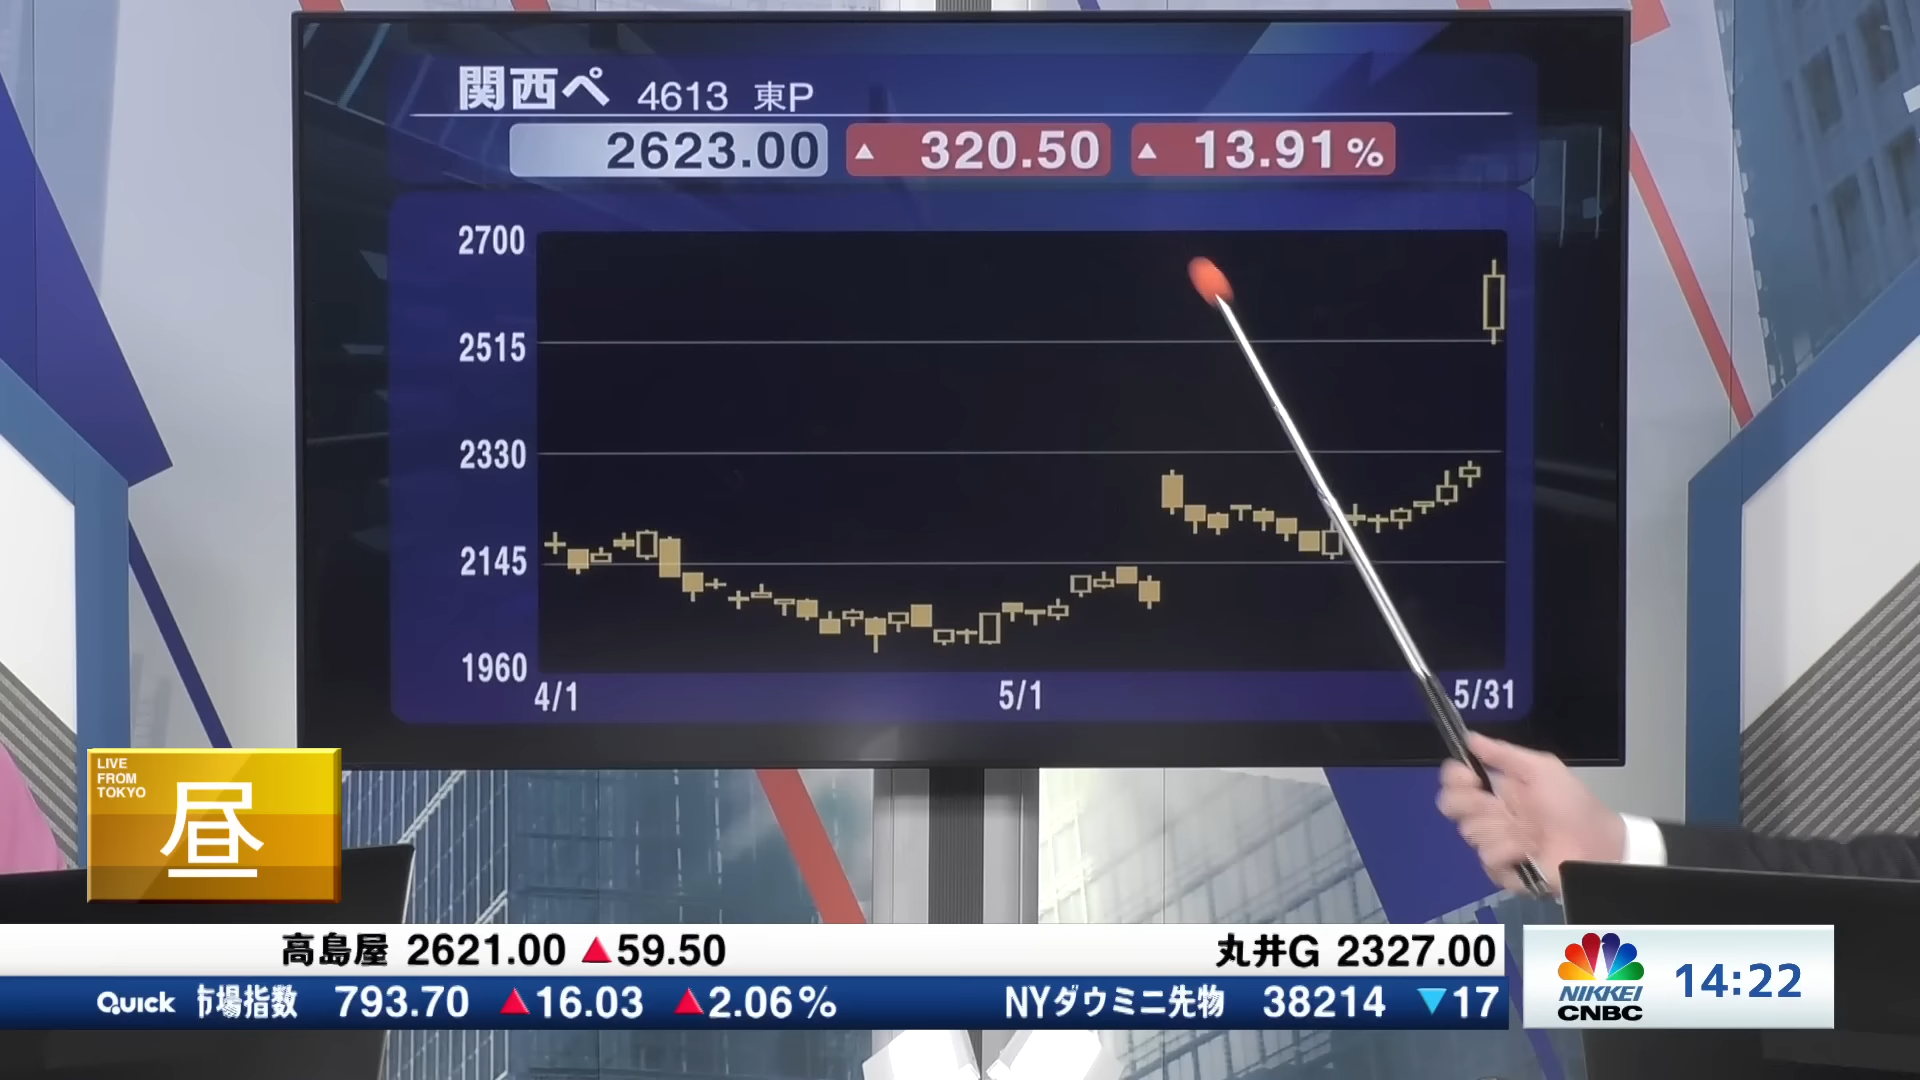 関西ペ 4613 東P
2623.00 ▲ 320.50 ▲ 13.91%
2700
2515
2330
2145
1960
4/1 5/1 5/31
LIVE
FROM
TOKYO
昼
高島屋 2621.00 ▲59.50 丸井G 2327.00
QUICK 市場指数 793.70 ▲16.03 ▲2.06% NYダウミニ先物 38214 ▼17
NIKKEI
CNBC
14:22